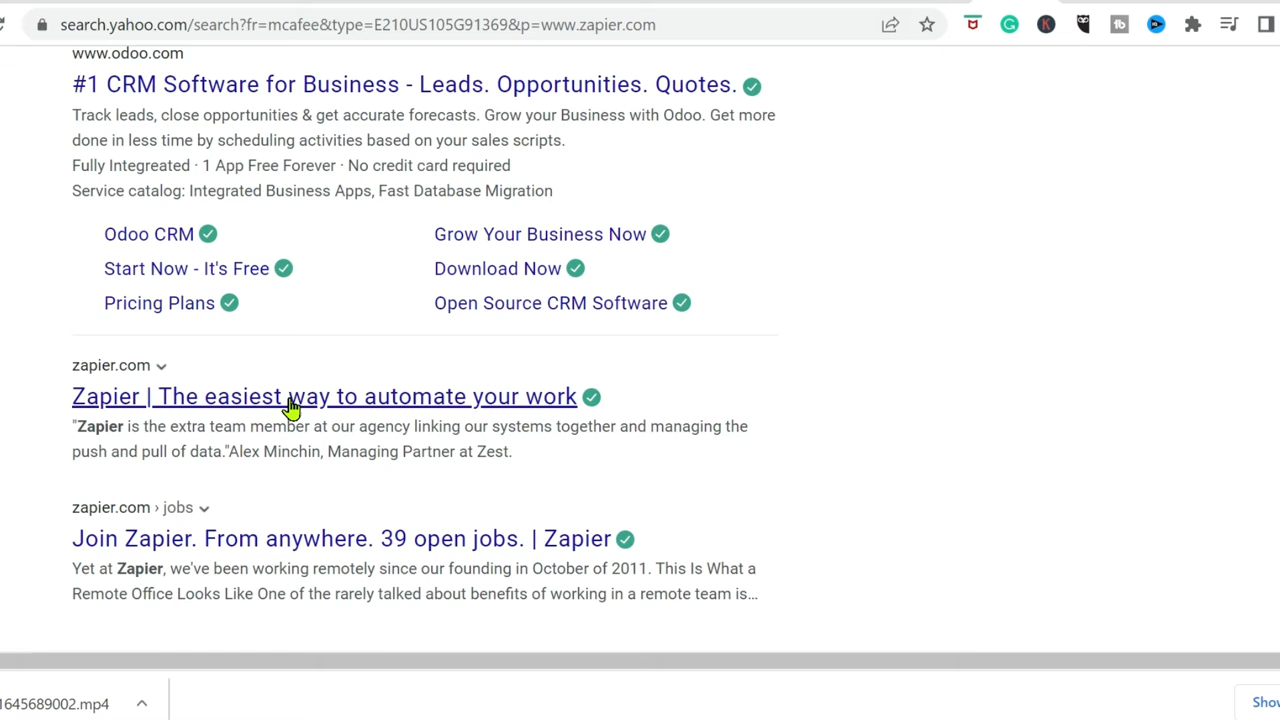 search.yahoo.com/search?fr=mcafee&type=E210US105G91369&p=www.zapier.com
www.odoo.com
#1 CRM Software for Business - Leads. Opportunities. Quotes.
Track leads, close opportunities & get accurate forecasts. Grow your Business with Odoo. Get more
done in less time by scheduling activities based on your sales scripts.
Fully Integreated · 1 App Free Forever · No credit card required
Service catalog: Integrated Business Apps, Fast Database Migration
Odoo CRM
Grow Your Business Now
Start Now - It's Free
Download Now
Pricing Plans
Open Source CRM Software
zapier.com
Zapier | The easiest way to automate your work
"Zapier is the extra team member at our agency linking our systems together and managing the
push and pull of data."Alex Minchin, Managing Partner at Zest.
zapier.com › jobs
Join Zapier. From anywhere. 39 open jobs. | Zapier
Yet at Zapier, we've been working remotely since our founding in October of 2011. This Is What a
Remote Office Looks Like One of the rarely talked about benefits of working in a remote team is...
1645689002.mp4
Show